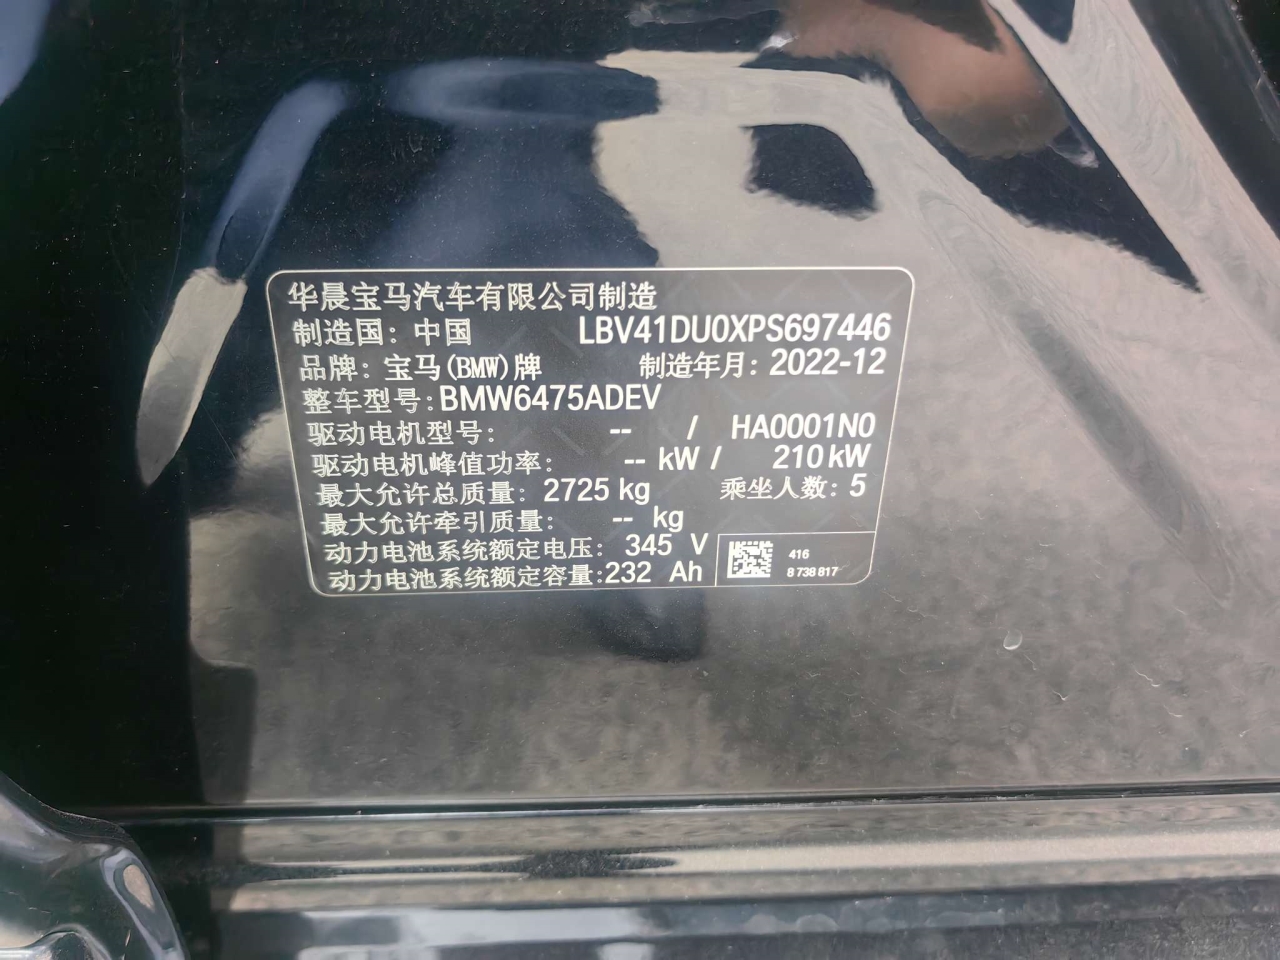 华晨宝马汽车有限公司制造
制造国: 中国 LBV41DU0XPS697446
品牌: 宝马(BMW)牌 制造年月: 2022-12
整车型号: BMW6475ADEV
驱动电机型号: -- / HA0001N0
驱动电机峰值功率: -- kW / 210 kW
最大允许总质量: 2725 kg 乘坐人数: 5
最大允许牵引质量: -- kg
动力电池系统额定电压: 345 V
动力电池系统额定容量: 232 Ah
416
8 738 817